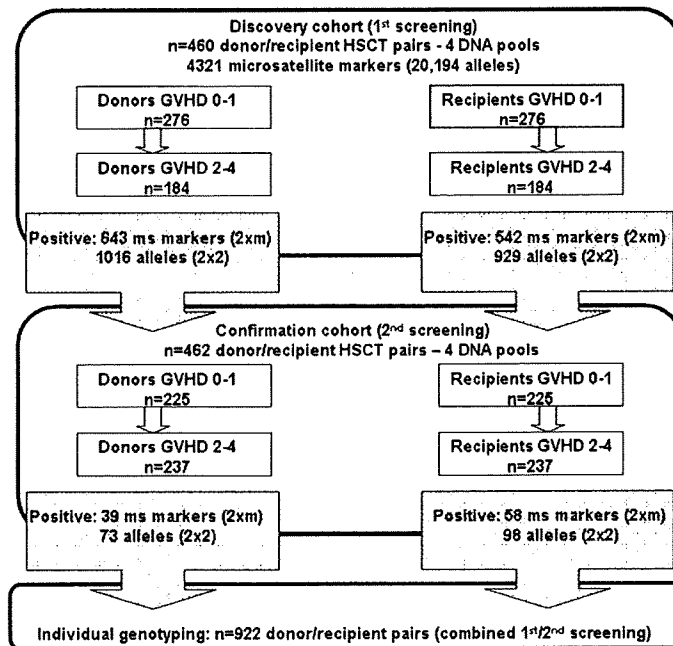 Discovery cohort (1st screening)
n=460 donor/recipient HSCT pairs - 4 DNA pools
4321 microsatellite markers (20,194 alleles)
Donors GVHD 0-1
n=276
Recipients GVHD 0-1
n=276
Donors GVHD 2-4
n=184
Recipients GVHD 2-4
n=184
Positive: 643 ms markers (2xm)
1016 alleles (2x2)
Positive: 542 ms markers (2xm)
929 alleles (2x2)
Confirmation cohort (2nd screening)
n=462 donor/recipient HSCT pairs – 4 DNA pools
Donors GVHD 0-1
n=225
Recipients GVHD 0-1
n=225
Donors GVHD 2-4
n=237
Recipients GVHD 2-4
n=237
Positive: 39 ms markers (2xm)
73 alleles (2x2)
Positive: 58 ms markers (2xm)
98 alleles (2x2)
Individual genotyping: n=922 donor/recipient pairs (combined 1st/2nd screening)